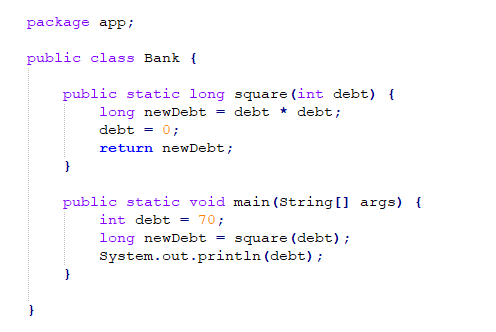 package app;
public class Bank {
public static long square(int debt) {
long newDebt = debt * debt;
debt = 0;
return newDebt;
}
public static void main(String[] args) {
int debt = 70;
long newDebt = square(debt);
System.out.println(debt);
}
}